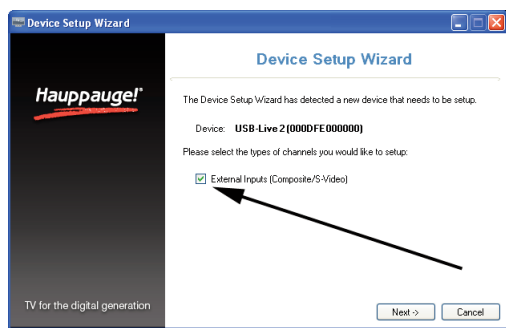 Device Setup Wizard
Device Setup Wizard
Hauppauge!®
The Device Setup Wizard has detected a new device that needs to be setup.
Device: USB-Live 2 (000DFE000000)
Please select the types of channels you would like to setup:
External Inputs (Composite/S-Video)
TV for the digital generation
Next ->
Cancel